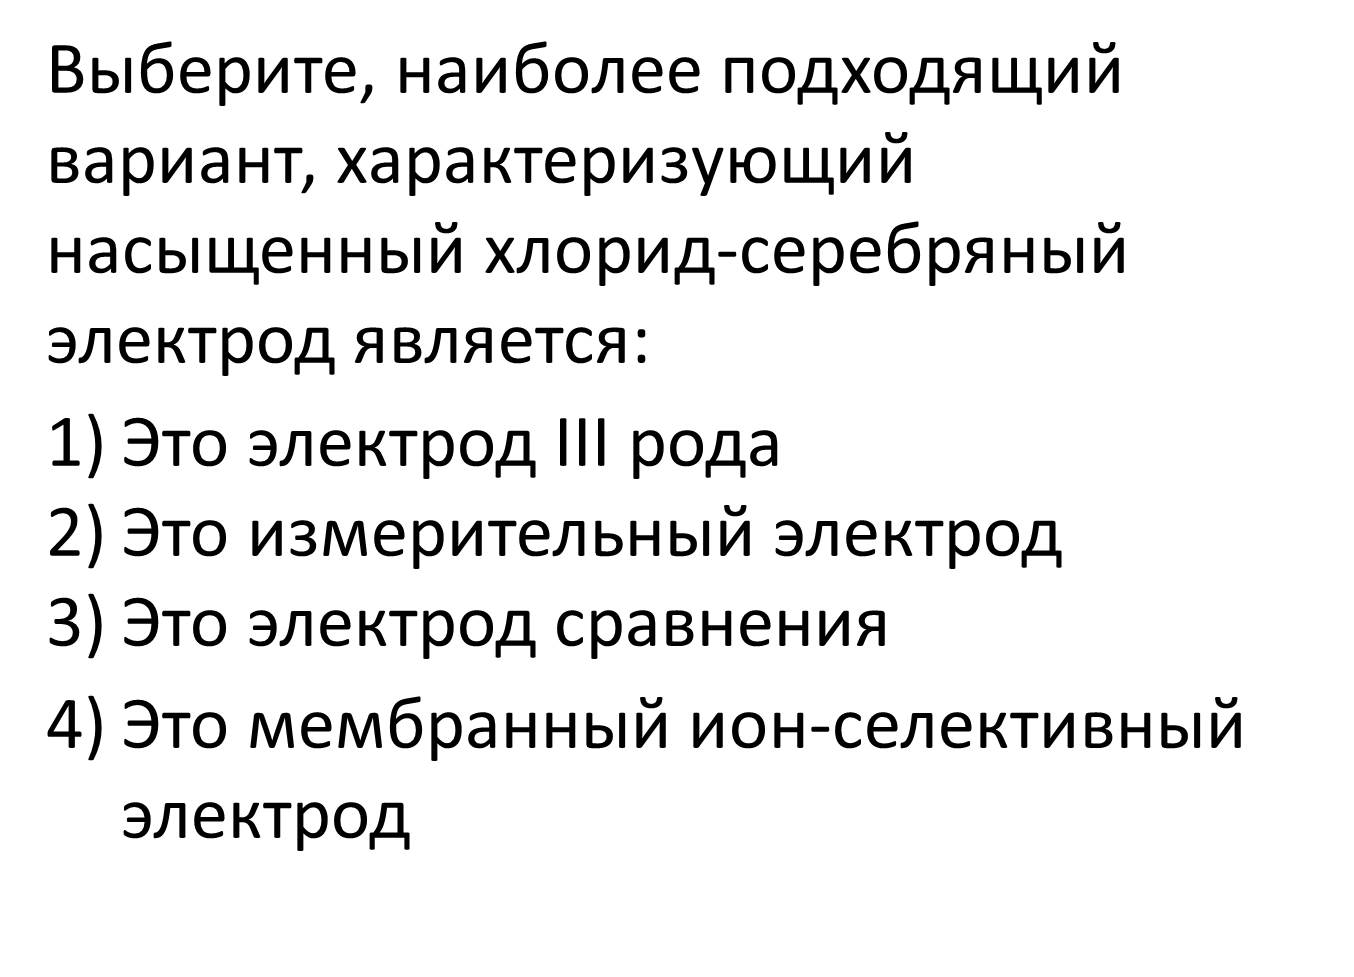 Выберите, наиболее подходящий
вариант, характеризующий
насыщенный хлорид-серебряный
электрод является:
1) Это электрод III рода
2) Это измерительный электрод
3) Это электрод сравнения
4) Это мембранный ион-селективный
электрод